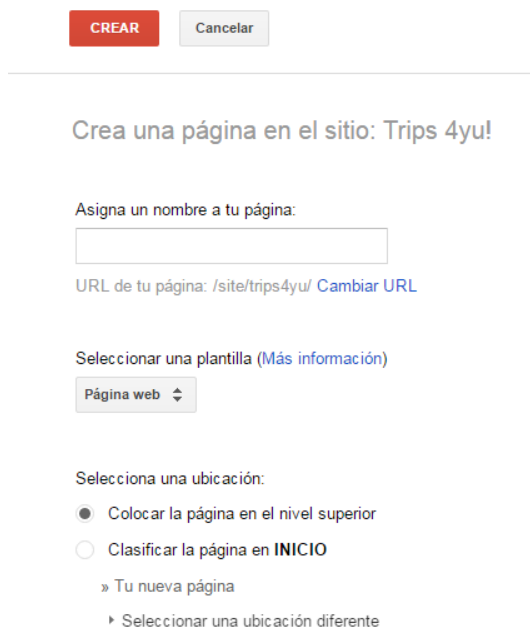 CREAR Cancelar
Crea una página en el sitio: Trips 4yu!
Asigna un nombre a tu página:
URL de tu página: /site/trips4yu/ Cambiar URL
Seleccionar una plantilla (Más información)
Página web
Selecciona una ubicación:
Colocar la página en el nivel superior
Clasificar la página en INICIO
» Tu nueva página
Seleccionar una ubicación diferente